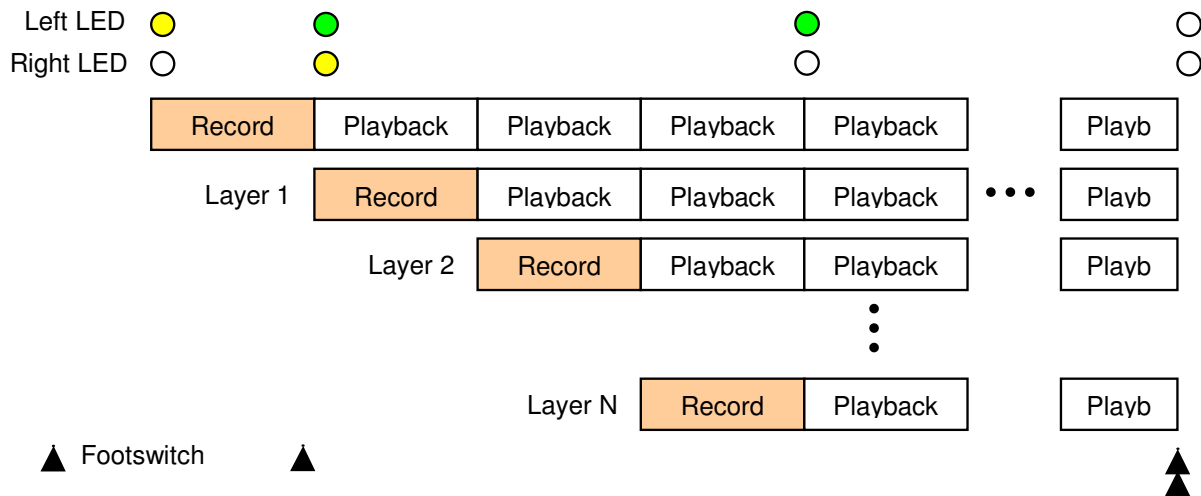 Left LED
Right LED
Record Playback Playback Playback Playback Playb
Layer 1 Record Playback Playback Playback Playb
Layer 2 Record Playback Playback Playb
Layer N Record Playback Playb
Footswitch